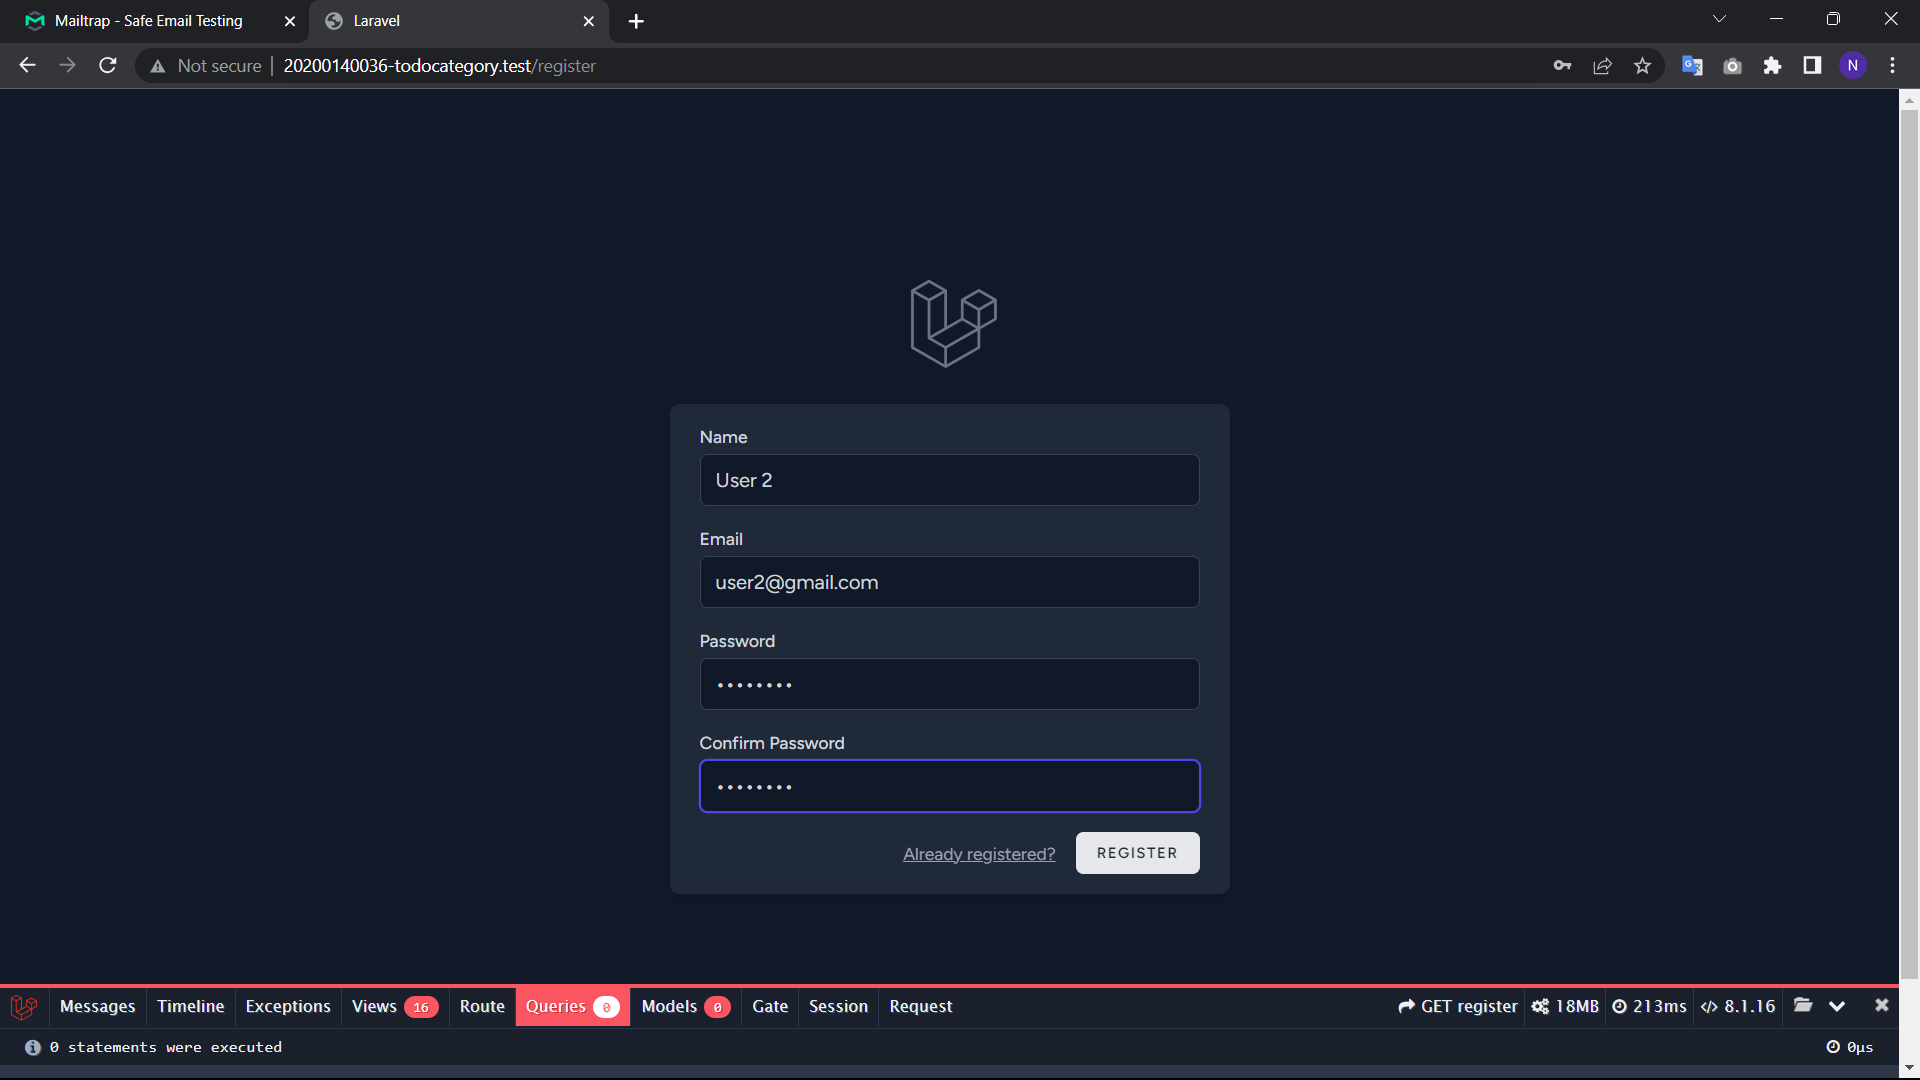 Mailtrap - Safe Email Testing
Laravel
Not secure 20200140036-todocategory.test/register
N
Name
User 2
Email
user2@gmail.com
Password
••••••••
Confirm Password
••••••••
Already registered? REGISTER
Messages Timeline Exceptions Views 16 Route Queries 0 Models 0 Gate Session Request GET register 18MB 213ms 8.1.16
0 statements were executed 0μs